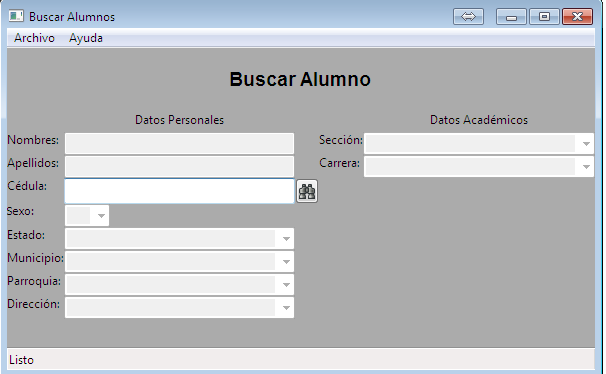 Buscar Alumnos
Archivo Ayuda
Buscar Alumno
Datos Personales
Datos Académicos
Nombres:
Sección:
Apellidos:
Carrera:
Cédula:
Sexo:
Estado:
Municipio:
Parroquia:
Dirección:
Listo